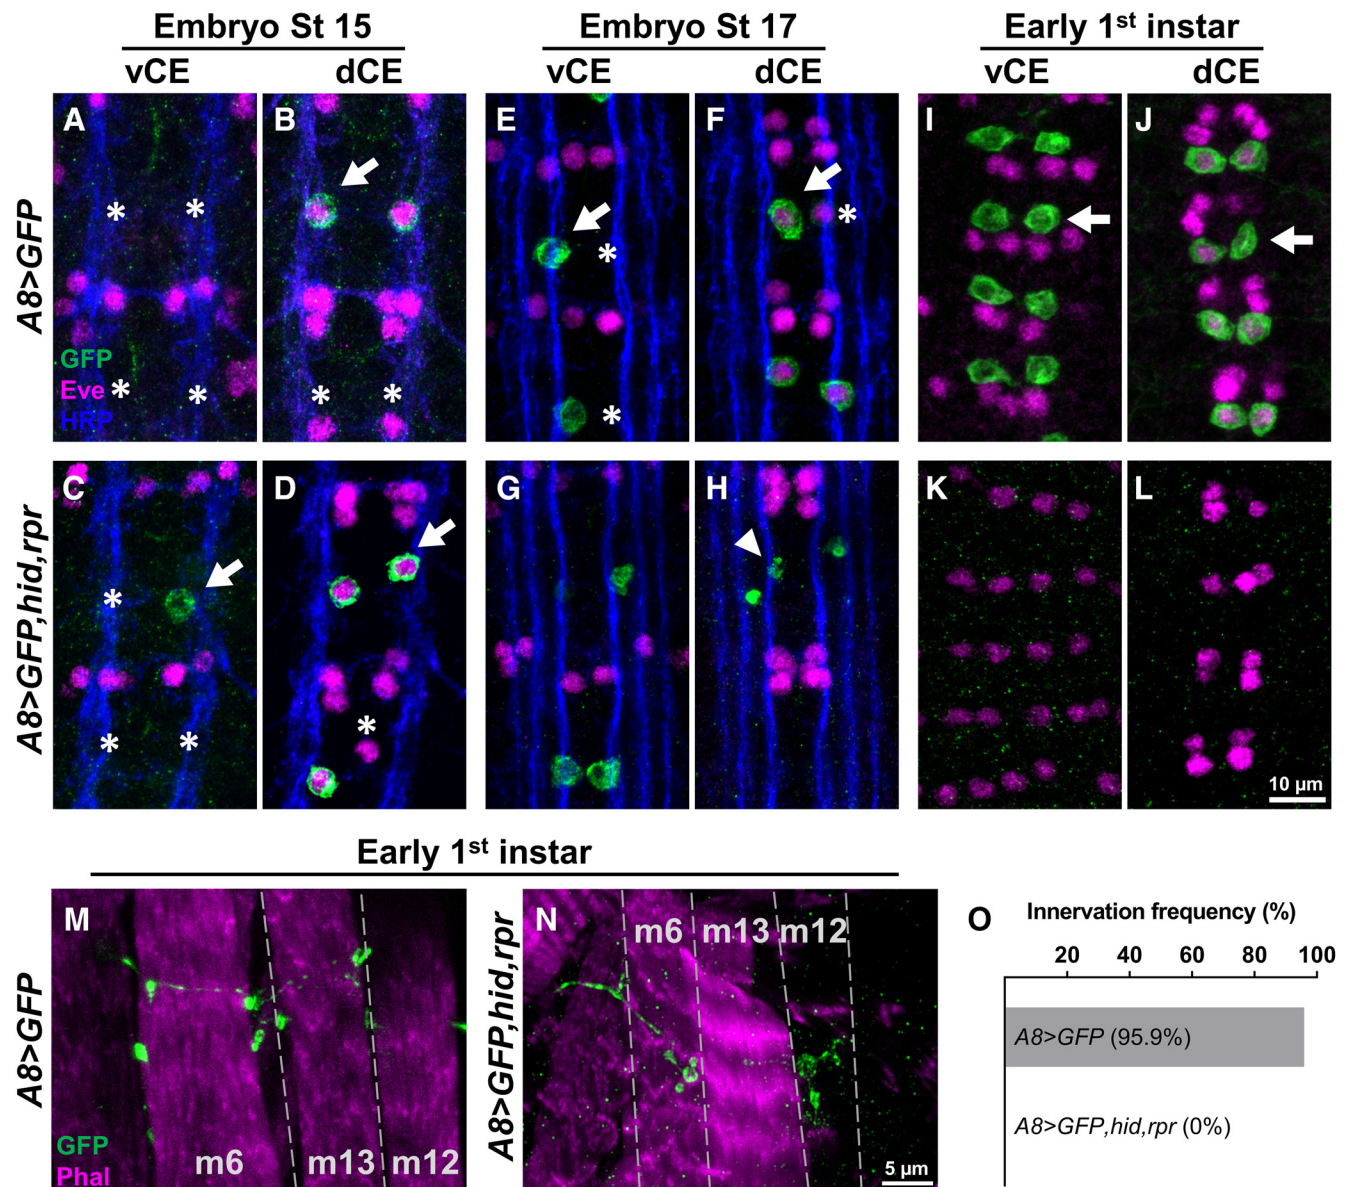 Embryo St 15
Embryo St 17
Early 1st instar
vCE
dCE
vCE
dCE
vCE
dCE
A8>GFP
A
B
E
F
I
J
*
*
*
*
GFP
Eve
HRP
*
*
*
*
*
A8>GFP,hid,rpr
C
D
G
H
K
L
*
*
*
*
10 µm
Early 1st instar
A8>GFP
M
m6
m13
m12
GFP
Phal
A8>GFP,hid,rpr
N
m6
m13
m12
5 µm
O
Innervation frequency (%)
20 40 60 80 100
A8>GFP (95.9%)
A8>GFP,hid,rpr (0%)